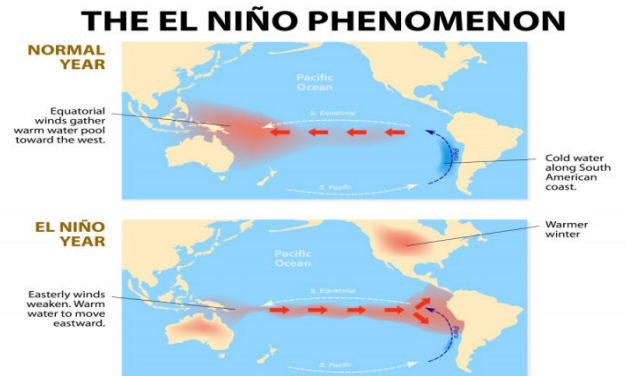 THE EL NIÑO PHENOMENON
NORMAL
YEAR
Pacific
Ocean
Equatorial
winds gather
warm water pool
toward the west.
S. Equatorial
Peru
Cold water
along South
American
coast.
S. Pacific
EL NIÑO
YEAR
Warmer
winter
Pacific
Ocean
Easterly winds
weaken. Warm
water to move
eastward.
S. Equatorial
Peru
S. Pacific